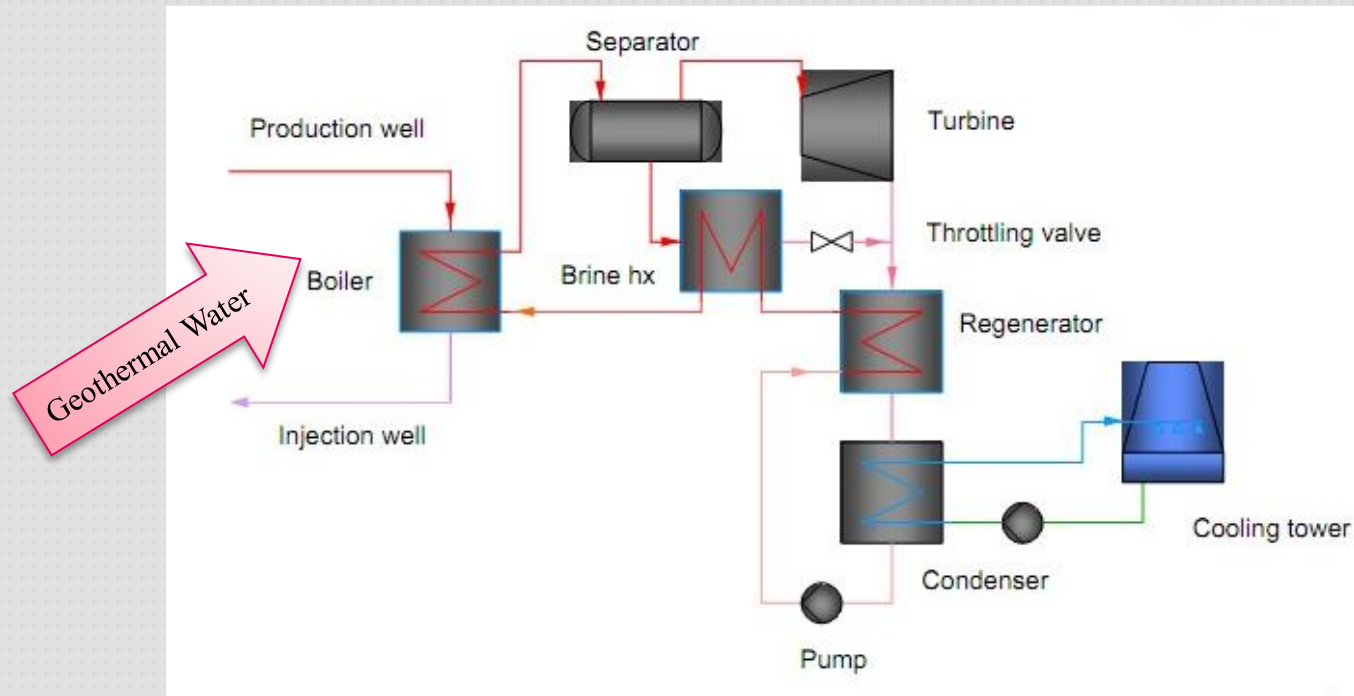 Separator
Production well
Turbine
Throttling valve
Boiler
Brine hx
Regenerator
Geothermal Water
Injection well
Cooling tower
Condenser
Pump